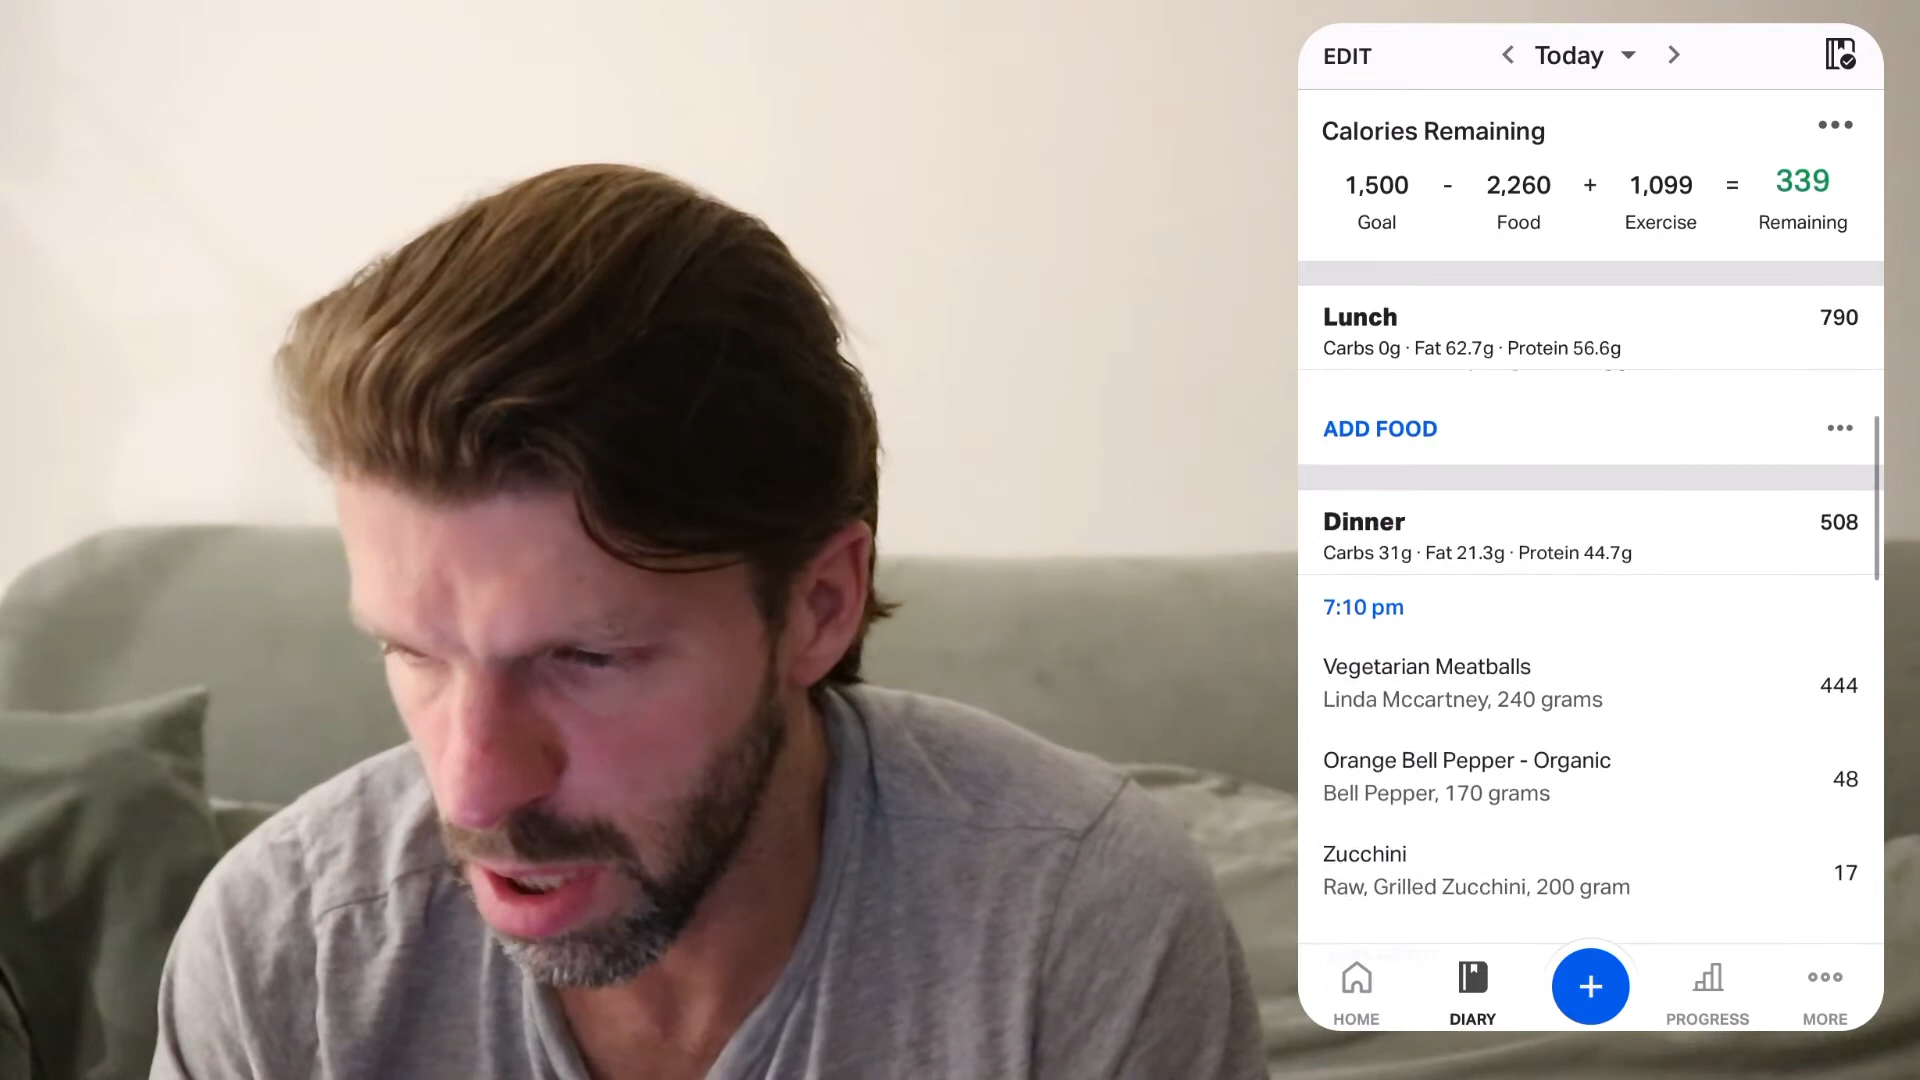 EDIT
Today
Calories Remaining
1,500 - 2,260 + 1,099 = 339
Goal Food Exercise Remaining
Lunch 790
Carbs 0g · Fat 62.7g · Protein 56.6g
ADD FOOD
Dinner 508
Carbs 31g · Fat 21.3g · Protein 44.7g
7:10 pm
Vegetarian Meatballs
Linda Mccartney, 240 grams
444
Orange Bell Pepper - Organic
Bell Pepper, 170 grams
48
Zucchini
Raw, Grilled Zucchini, 200 gram
17
HOME DIARY + PROGRESS MORE